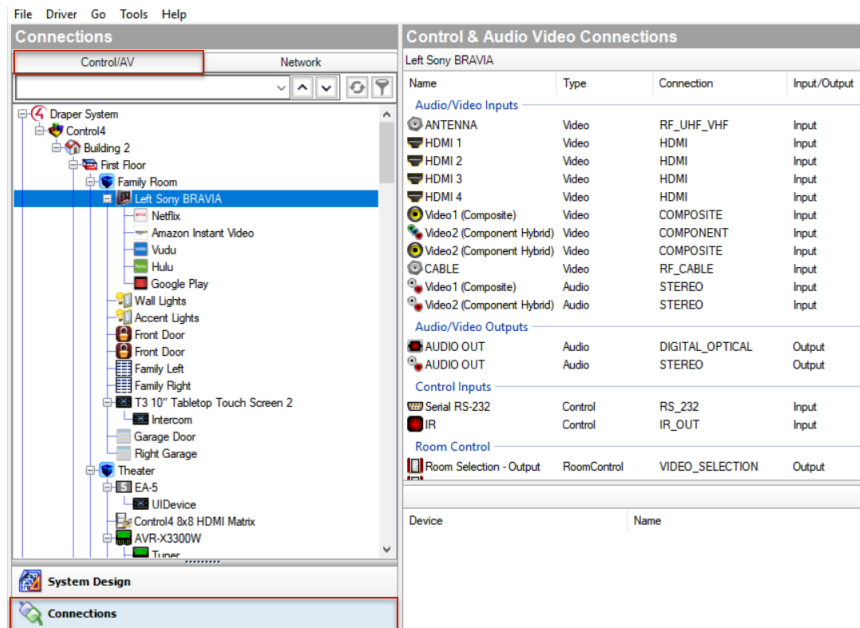 File Driver Go Tools Help
Connections
Control/AV Network
Draper System
Control4
Building 2
First Floor
Family Room
Left Sony BRAVIA
Netflix
Amazon Instant Video
Vudu
Hulu
Google Play
Wall Lights
Accent Lights
Front Door
Front Door
Family Left
Family Right
T3 10" Tabletop Touch Screen 2
Intercom
Garage Door
Right Garage
Theater
EA-5
UIDevice
Control4 8x8 HDMI Matrix
AVR-X3300W
Tuner
System Design
Connections
Control & Audio Video Connections
Left Sony BRAVIA
Name Type Connection Input/Output
Audio/Video Inputs
ANTENNA Video RF_UHF_VHF Input
HDMI 1 Video HDMI Input
HDMI 2 Video HDMI Input
HDMI 3 Video HDMI Input
HDMI 4 Video HDMI Input
Video1 (Composite) Video COMPOSITE Input
Video2 (Component Hybrid) Video COMPONENT Input
Video2 (Component Hybrid) Video COMPOSITE Input
CABLE Video RF_CABLE Input
Video1 (Composite) Audio STEREO Input
Video2 (Component Hybrid) Audio STEREO Input
Audio/Video Outputs
AUDIO OUT Audio DIGITAL_OPTICAL Output
AUDIO OUT Audio STEREO Output
Control Inputs
Serial RS-232 Control RS_232 Input
IR Control IR_OUT Input
Room Control
Room Selection - Output RoomControl VIDEO_SELECTION Output
Device Name